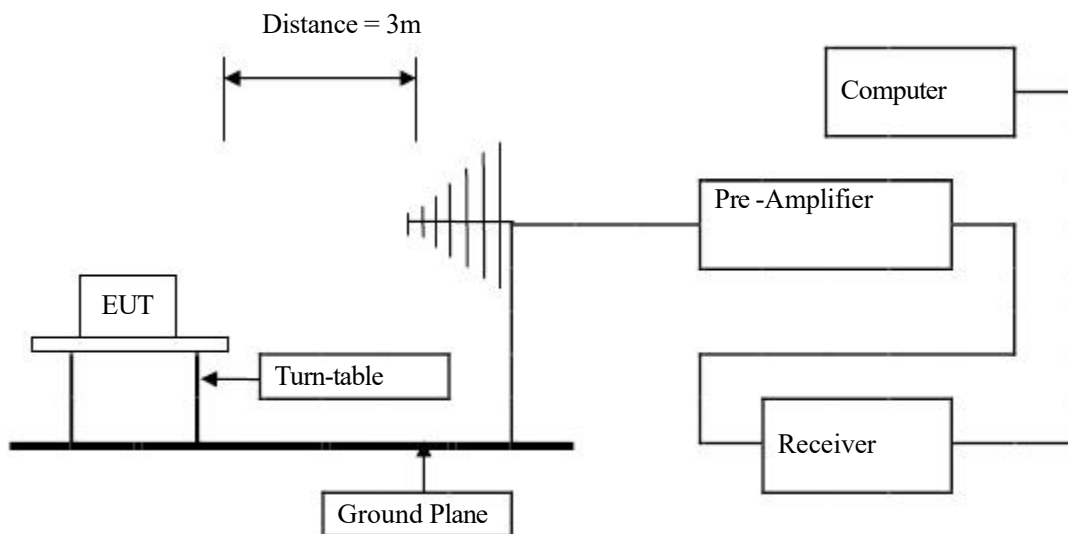 Distance = 3m
Computer
Pre -Amplifier
EUT
Turn-table
Receiver
Ground Plane